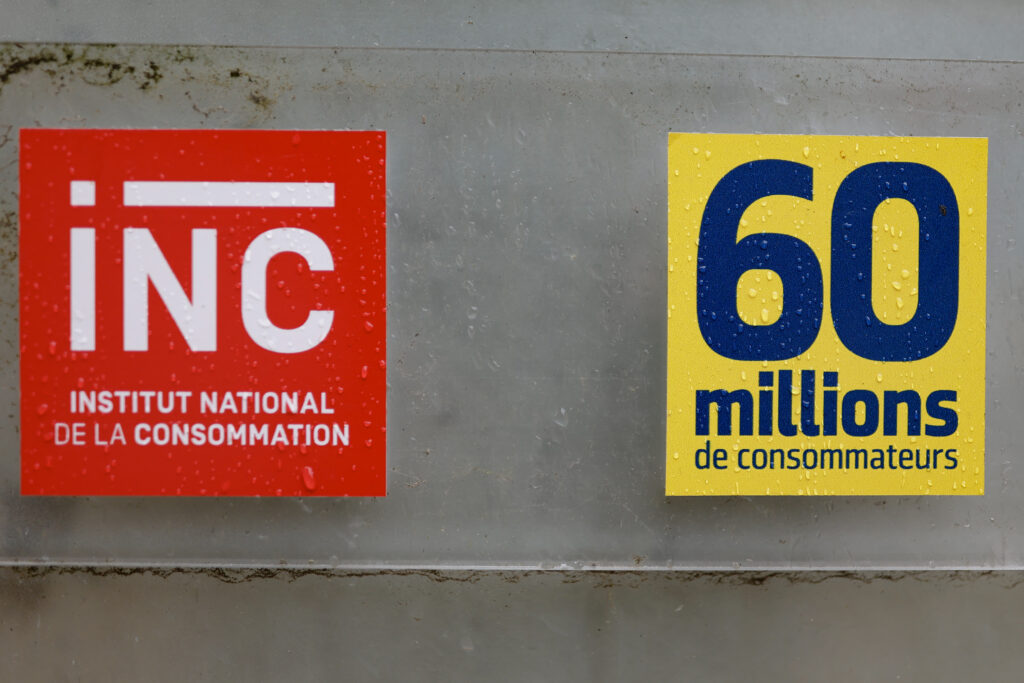 iNC
INSTITUT NATIONAL
DE LA CONSOMMATION
60
millions
de consommateurs